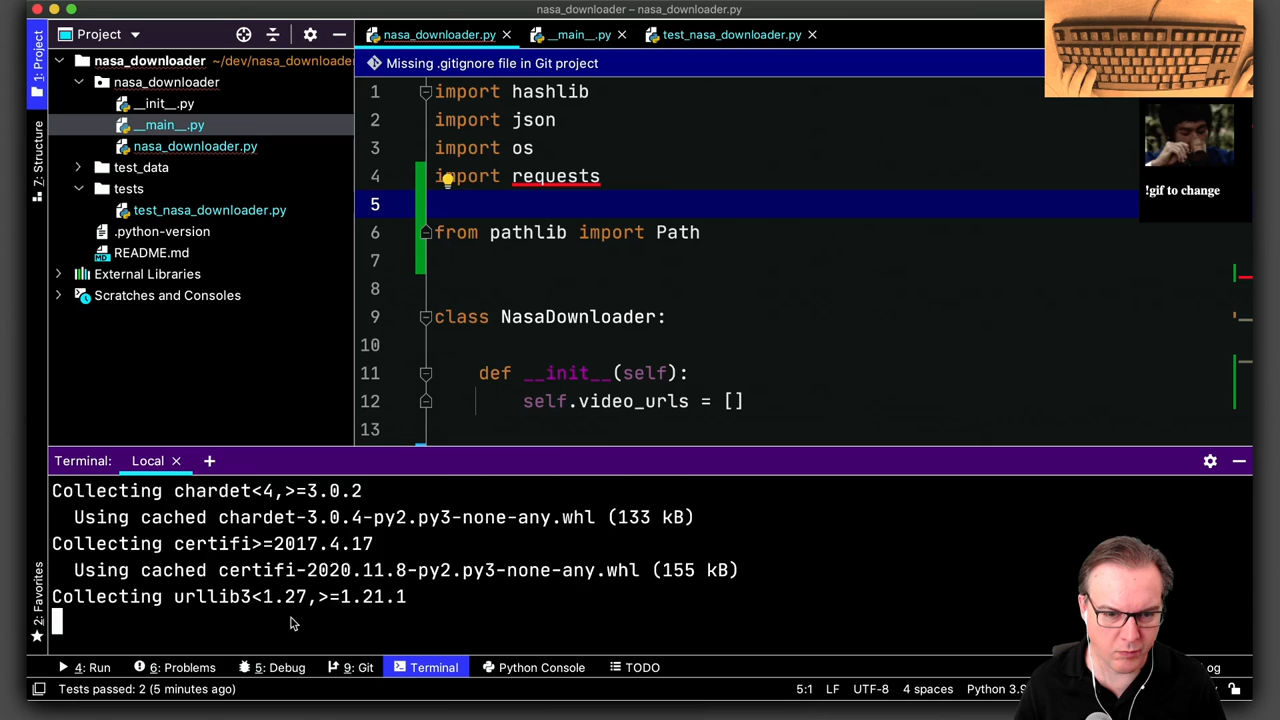 nasa_downloader – nasa_downloader.py
1: Project
7: Structure
2: Favorites
Project
nasa_downloader ~/dev/nasa_downloader
nasa_downloader
__init__.py
__main__.py
nasa_downloader.py
test_data
tests
test_nasa_downloader.py
.python-version
README.md
External Libraries
Scratches and Consoles
nasa_downloader.py
__main__.py
test_nasa_downloader.py
Missing .gitignore file in Git project
1 import hashlib
2 import json
3 import os
4 import requests
5
6 from pathlib import Path
7
8
9 class NasaDownloader:
10
11 def __init__(self):
12 self.video_urls = []
13
!gif to change
Terminal: Local
Collecting chardet<4,>=3.0.2
Using cached chardet-3.0.4-py2.py3-none-any.whl (133 kB)
Collecting certifi>=2017.4.17
Using cached certifi-2020.11.8-py2.py3-none-any.whl (155 kB)
Collecting urllib3<1.27,>=1.21.1
4: Run
6: Problems
5: Debug
9: Git
Terminal
Python Console
TODO
Tests passed: 2 (5 minutes ago)
5:1
LF
UTF-8
4 spaces